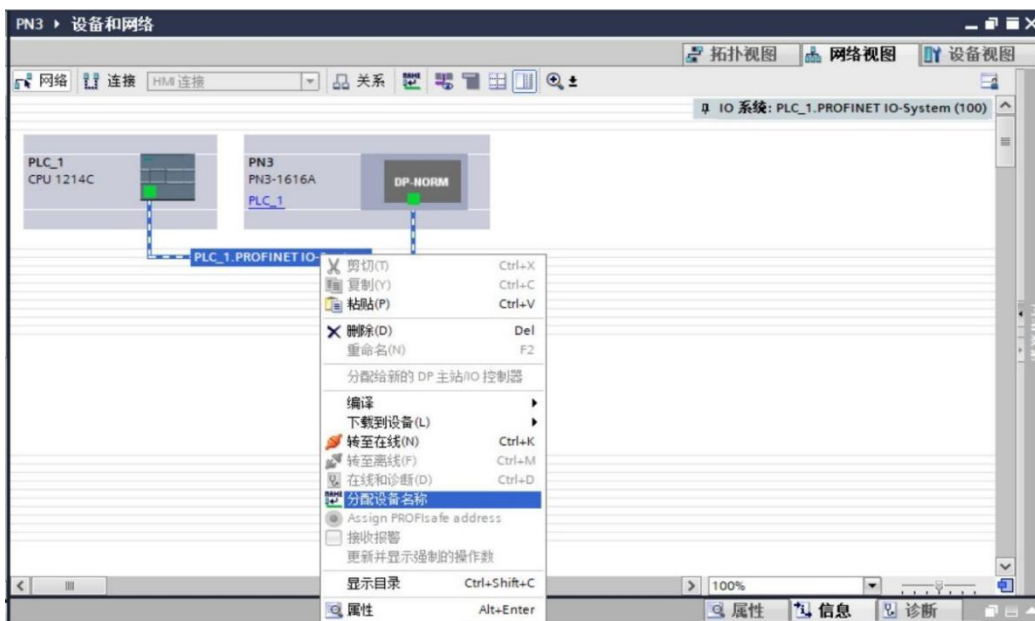 PN3 ▸ 设备和网络
拓扑视图 网络视图 设备视图
网络 连接 HMI 连接 关系
IO 系统: PLC_1.PROFINET IO-System (100)
PLC_1
CPU 1214C
PN3
PN3-1616A
PLC_1
DP-NORM
PLC_1.PROFINET IO-
剪切(T) Ctrl+X
复制(Y) Ctrl+C
粘贴(P) Ctrl+V
删除(D) Del
重命名(N) F2
分配给新的 DP 主站/IO 控制器
编译
下载到设备(L)
转至在线(N) Ctrl+K
转至离线(F) Ctrl+M
在线和诊断(D) Ctrl+D
分配设备名称
Assign PROFIsafe address
接收报警
更新并显示强制的操作数
显示目录 Ctrl+Shift+C
属性 Alt+Enter
100%
属性 信息 诊断